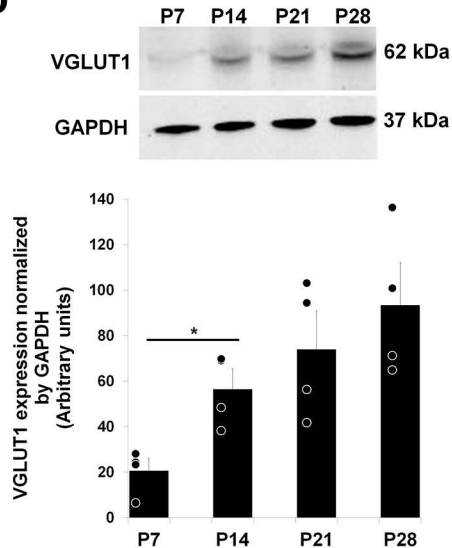 P7 P14 P21 P28
VGLUT1 62 kDa
GAPDH 37 kDa
VGLUT1 expression normalized
by GAPDH
(Arbitrary units)
140
120
100
80
60
40
20
0
*
P7 P14 P21 P28